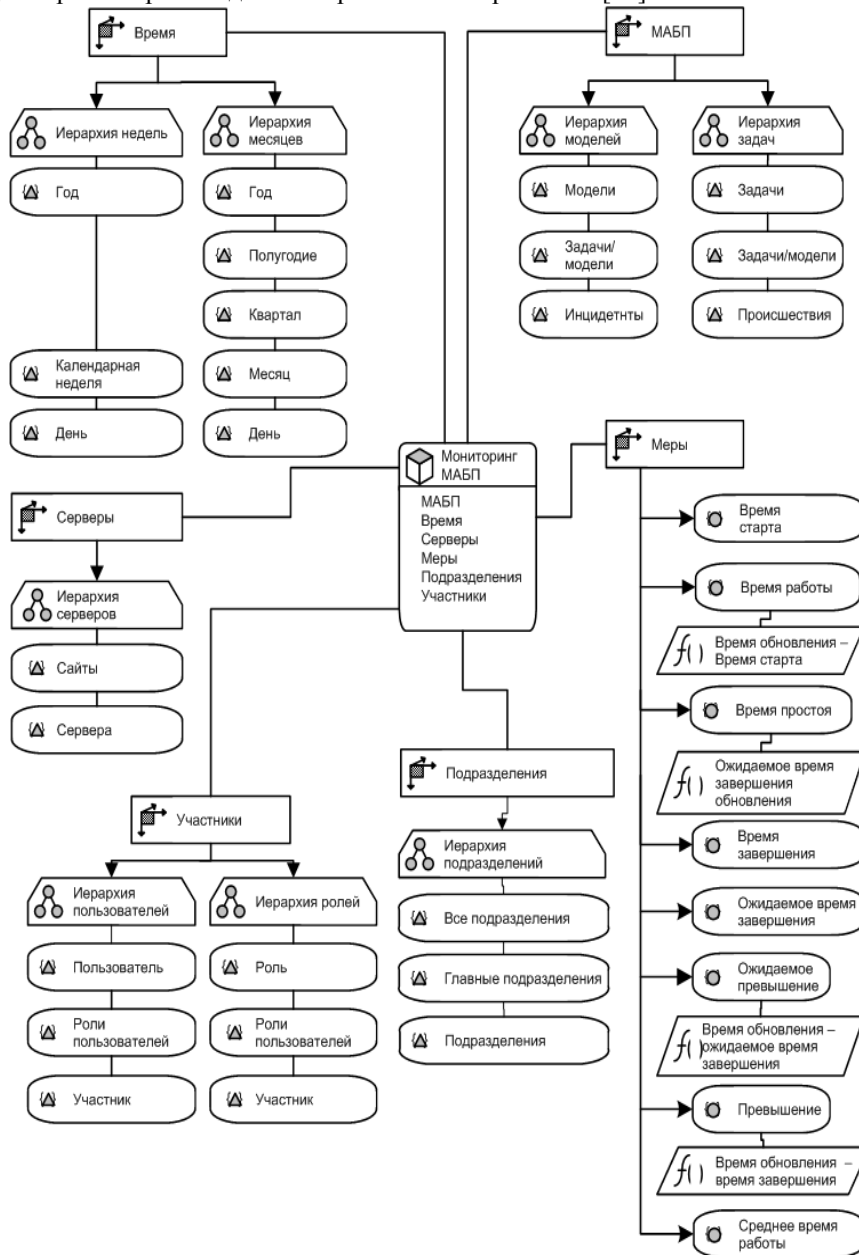 Время
МАБП
Иерархия недель
Иерархия
месяцев
Иерархия
моделей
Иерархия
задач
Год
Год
Модели
Задачи
Полугодие
Задачи/
модели
Задачи/модели
Квартал
Инцидетнты
Происшествия
Календарная
неделя
Месяц
День
День
Мониторинг
МАБП
МАБП
Время
Серверы
Меры
Подразделения
Участники
Меры
Серверы
Иерархия
серверов
Сайты
Сервера
Время
старта
Время работы
f() Время обновления –
Время старта
Время простоя
f() Ожидаемое время
завершения
обновления
Время
завершения
Ожидаемое время
завершения
Ожидаемое
превышение
f() Время обновления –
ожидаемое время
завершения
Превышение
f() Время обновления –
время завершения
Среднее время
работы
Подразделения
Иерархия
подразделений
Все подразделения
Главные подразделения
Подразделения
Участники
Иерархия
пользователей
Иерархия ролей
Пользователь
Роль
Роли
пользователей
Роли
пользователей
Участник
Участник